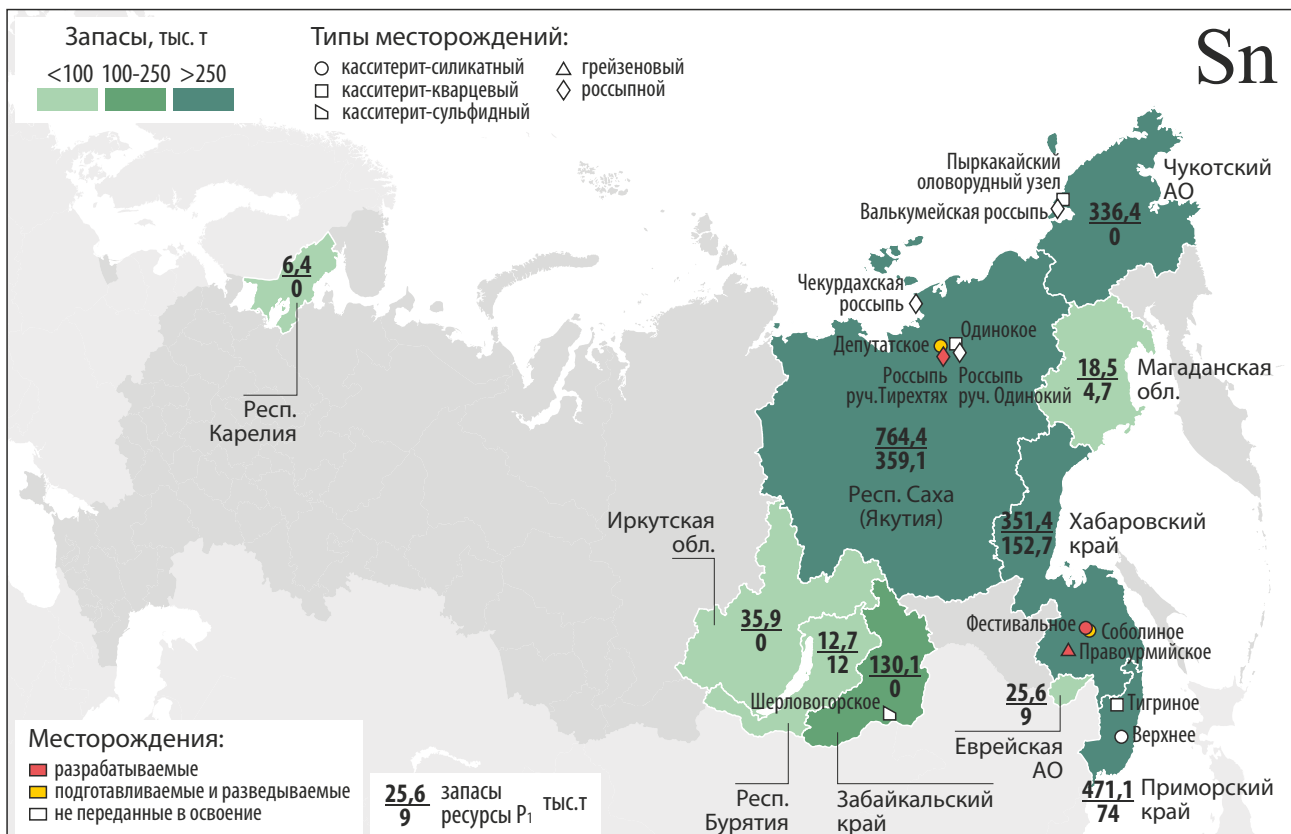 Запасы, тыс. т
<100 100-250 >250
Типы месторождений:
касситерит-силикатный
касситерит-кварцевый
касситерит-сульфидный
грейзеновый
россыпной
Sn
Пыркакайский
оловорудный узел
Валькумейская россыпь
Чукотский
АО
336,4
0
6,4
0
Респ.
Карелия
Чекурдахская
россыпь
Депутатское
Одинокое
Россыпь
руч.Тирехтях
Россыпь
руч. Одинокий
18,5
4,7
Магаданская
обл.
764,4
359,1
Респ. Саха
(Якутия)
351,4
152,7
Хабаровский
край
Иркутская
обл.
35,9
0
12,7
12
130,1
0
Шерловогорское
Фестивальное
Соболиное
Правоурмийское
25,6
9
Еврейская
АО
Тигриное
Верхнее
471,1
74
Приморский
край
Респ.
Бурятия
Забайкальский
край
Месторождения:
разрабатываемые
подготавливаемые и разведываемые
не переданные в освоение
25,6
9
запасы
ресурсы P₁
тыс.т